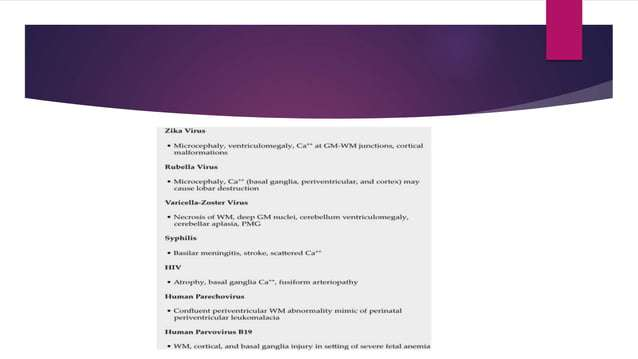 Zika Virus
• Microcephaly, ventriculomegaly, Ca⁺⁺ at GM-WM junctions, cortical
malformations
Rubella Virus
• Microcephaly, Ca⁺⁺ (basal ganglia, periventricular, and cortex) may
cause lobar destruction
Varicella-Zoster Virus
• Necrosis of WM, deep GM nuclei, cerebellum ventriculomegaly,
cerebellar aplasia, PMG
Syphilis
• Basilar meningitis, stroke, scattered Ca⁺⁺
HIV
• Atrophy, basal ganglia Ca⁺⁺, fusiform arteriopathy
Human Parechovirus
• Confluent periventricular WM abnormality mimic of perinatal
periventricular leukomalacia
Human Parvovirus B19
• WM, cortical, and basal ganglia injury in setting of severe fetal anemia